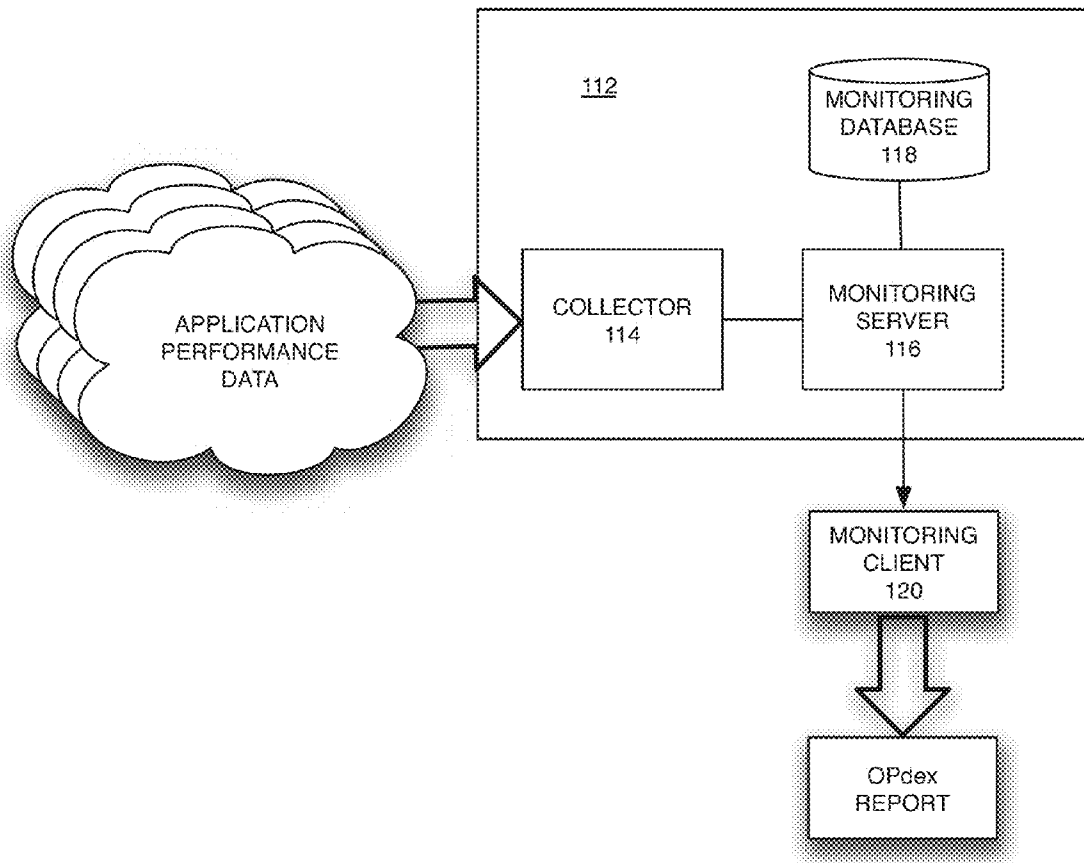 112
MONITORING
DATABASE
118
APPLICATION
PERFORMANCE
DATA
COLLECTOR
114
MONITORING
SERVER
116
MONITORING
CLIENT
120
OPdex
REPORT